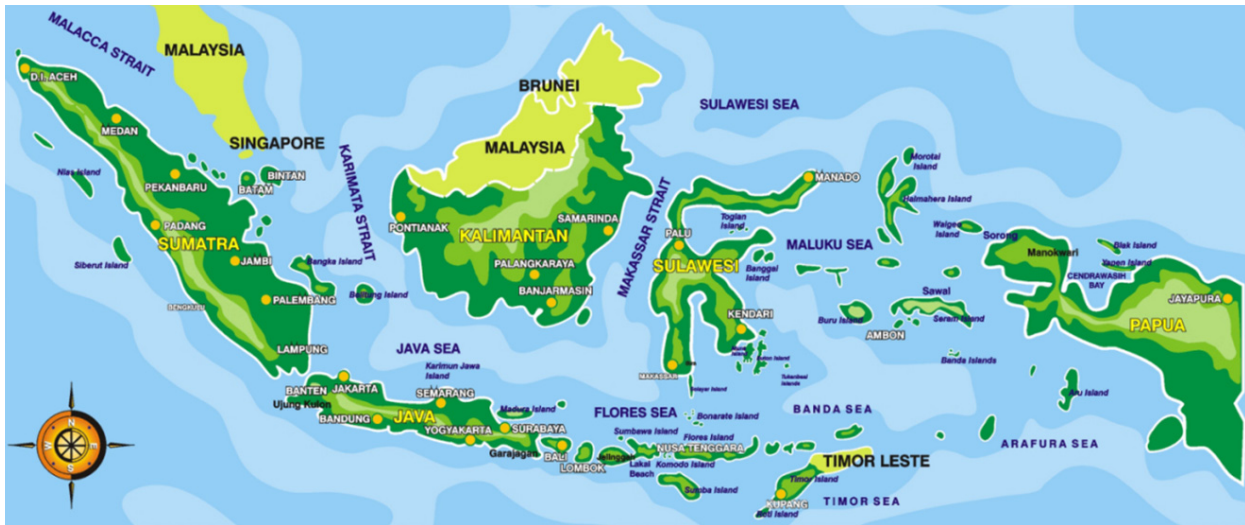 MALACCA STRAIT
MALAYSIA
D.I. ACEH
MEDAN
SINGAPORE
Nias Island
PEKANBARU
BATAM
BINTAN
PADANG
SUMATRA
Siberut Island
JAMBI
Bangka Island
PALEMBANG
Belitung Island
BENGKULU
LAMPUNG
KARIMATA STRAIT
BRUNEI
MALAYSIA
PONTIANAK
KALIMANTAN
SAMARINDA
PALANGKARAYA
BANJARMASIN
MAKASSAR STRAIT
SULAWESI SEA
MANADO
Togian
Island
PALU
SULAWESI
Banggai
Island
KENDARI
Buton Island
MAKASSAR
Selayar Island
MALUKU SEA
Morotai
Island
Halmahera Island
Waigeo
Island
Sorong
Manokwari
Biak Island
Yapen Island
CENDRAWASIH
BAY
JAYAPURA
PAPUA
Sawai
Seram Island
Buru Island
AMBON
Banda Islands
Aru Island
JAVA SEA
Karimun Jawa
Island
BANTEN
JAKARTA
Ujung Kulon
SEMARANG
BANDUNG
JAVA
Madura Island
YOGYAKARTA
SURABAYA
Garajagan
BALI
LOMBOK
FLORES SEA
Bonarate Island
Sumbawa Island
Flores Island
NUSA TENGGARA
Lakai
Beach
Komodo Island
Sumba Island
BANDA SEA
ARAFURA SEA
TIMOR LESTE
Timor Island
KUPANG
TIMOR SEA
N
W
E
S